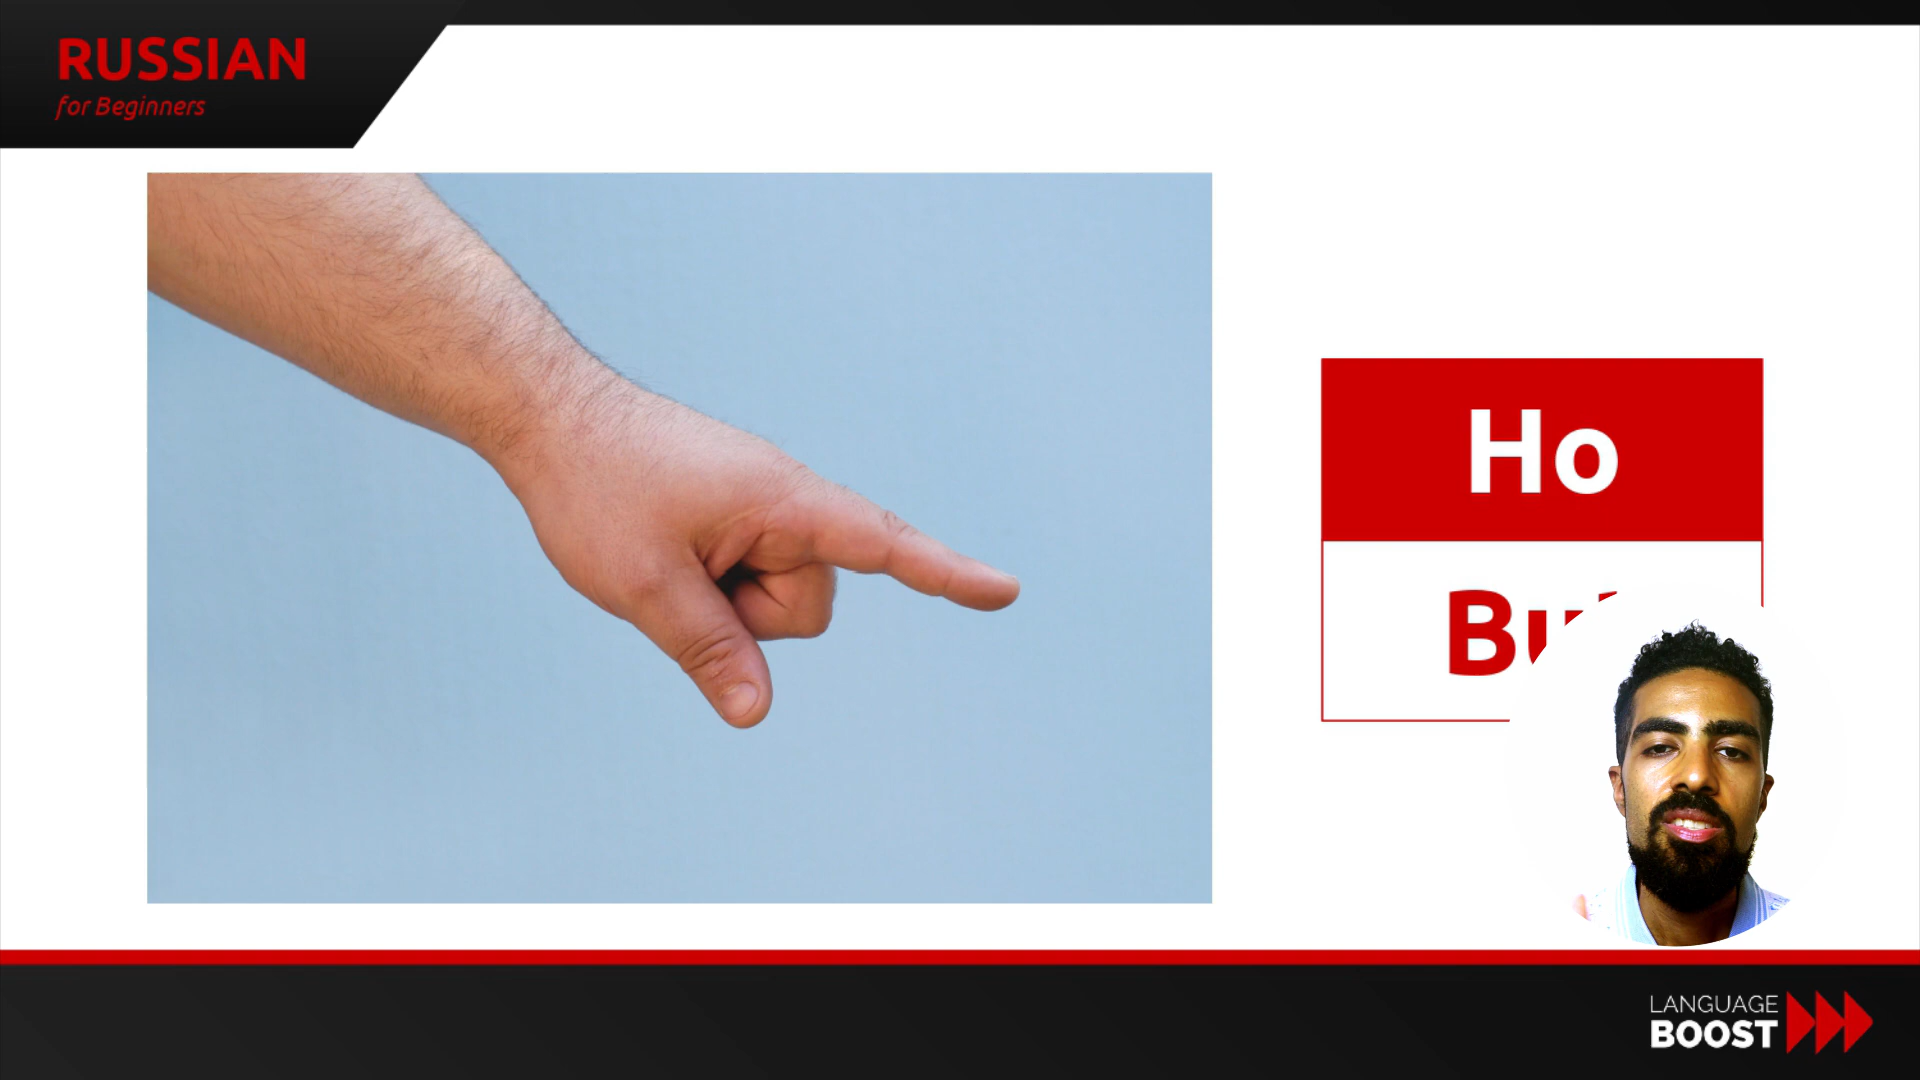 RUSSIAN
for Beginners
Но
LANGUAGE
BOOST